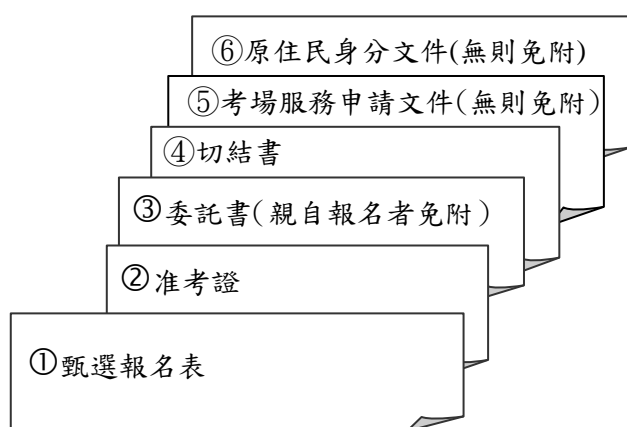 ⑥原住民身分文件(無則免附)
⑤考場服務申請文件(無則免附)
④切結書
③委託書(親自報名者免附)
②准考證
①甄選報名表